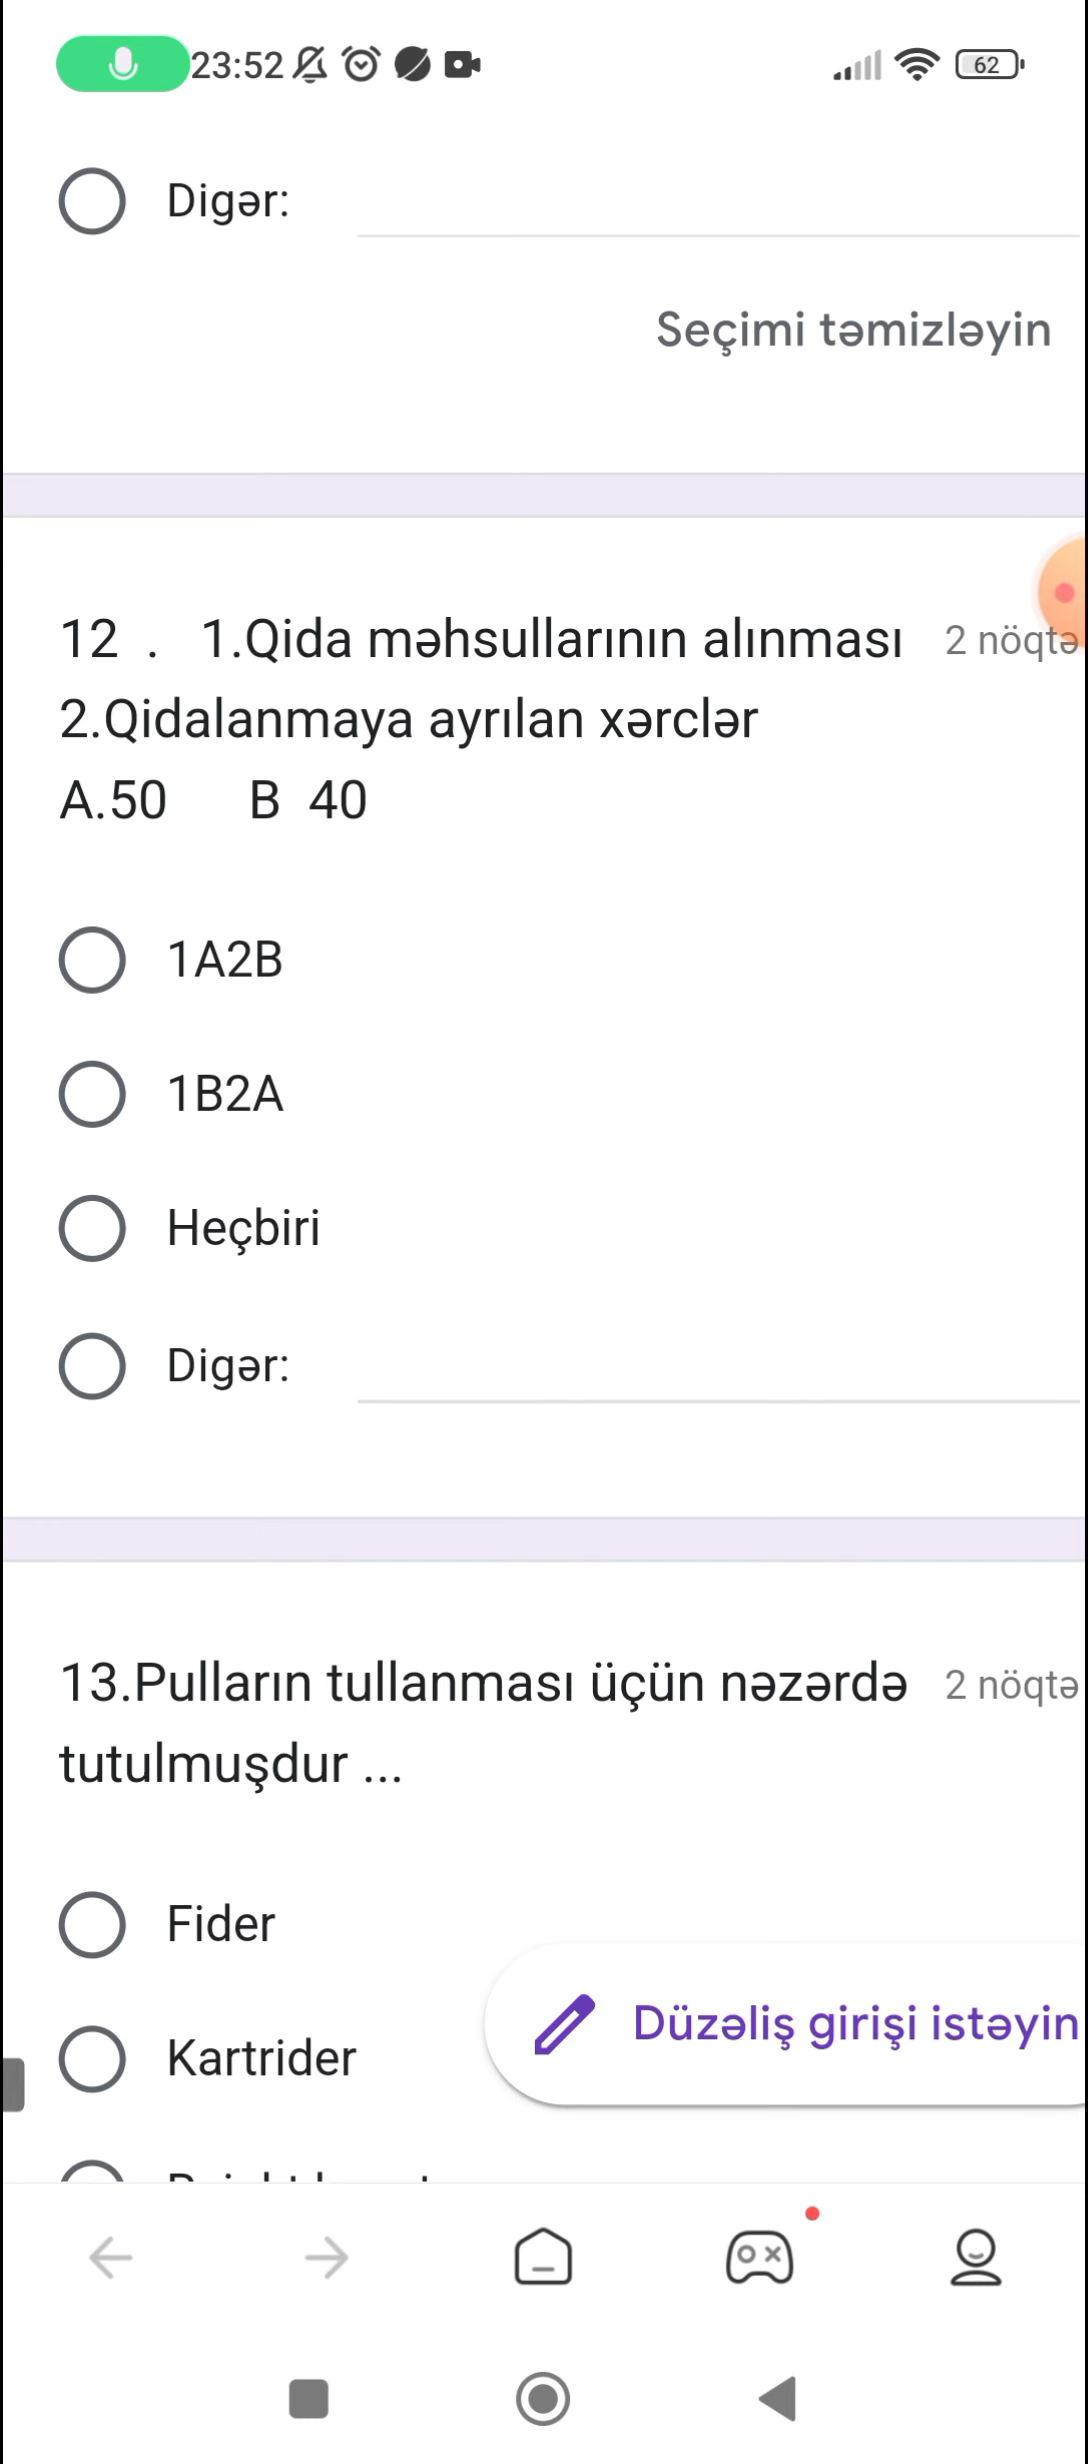 23:52
62
Digər:
Seçimi təmizləyin
12 . 1.Qida məhsullarının alınması 2 nöqtə
2.Qidalanmaya ayrılan xərclər
A.50 B 40
1A2B
1B2A
Heçbiri
Digər:
13.Pulların tullanması üçün nəzərdə 2 nöqtə
tutulmuşdur ...
Fider
Kartrider
Düzəliş girişi istəyin